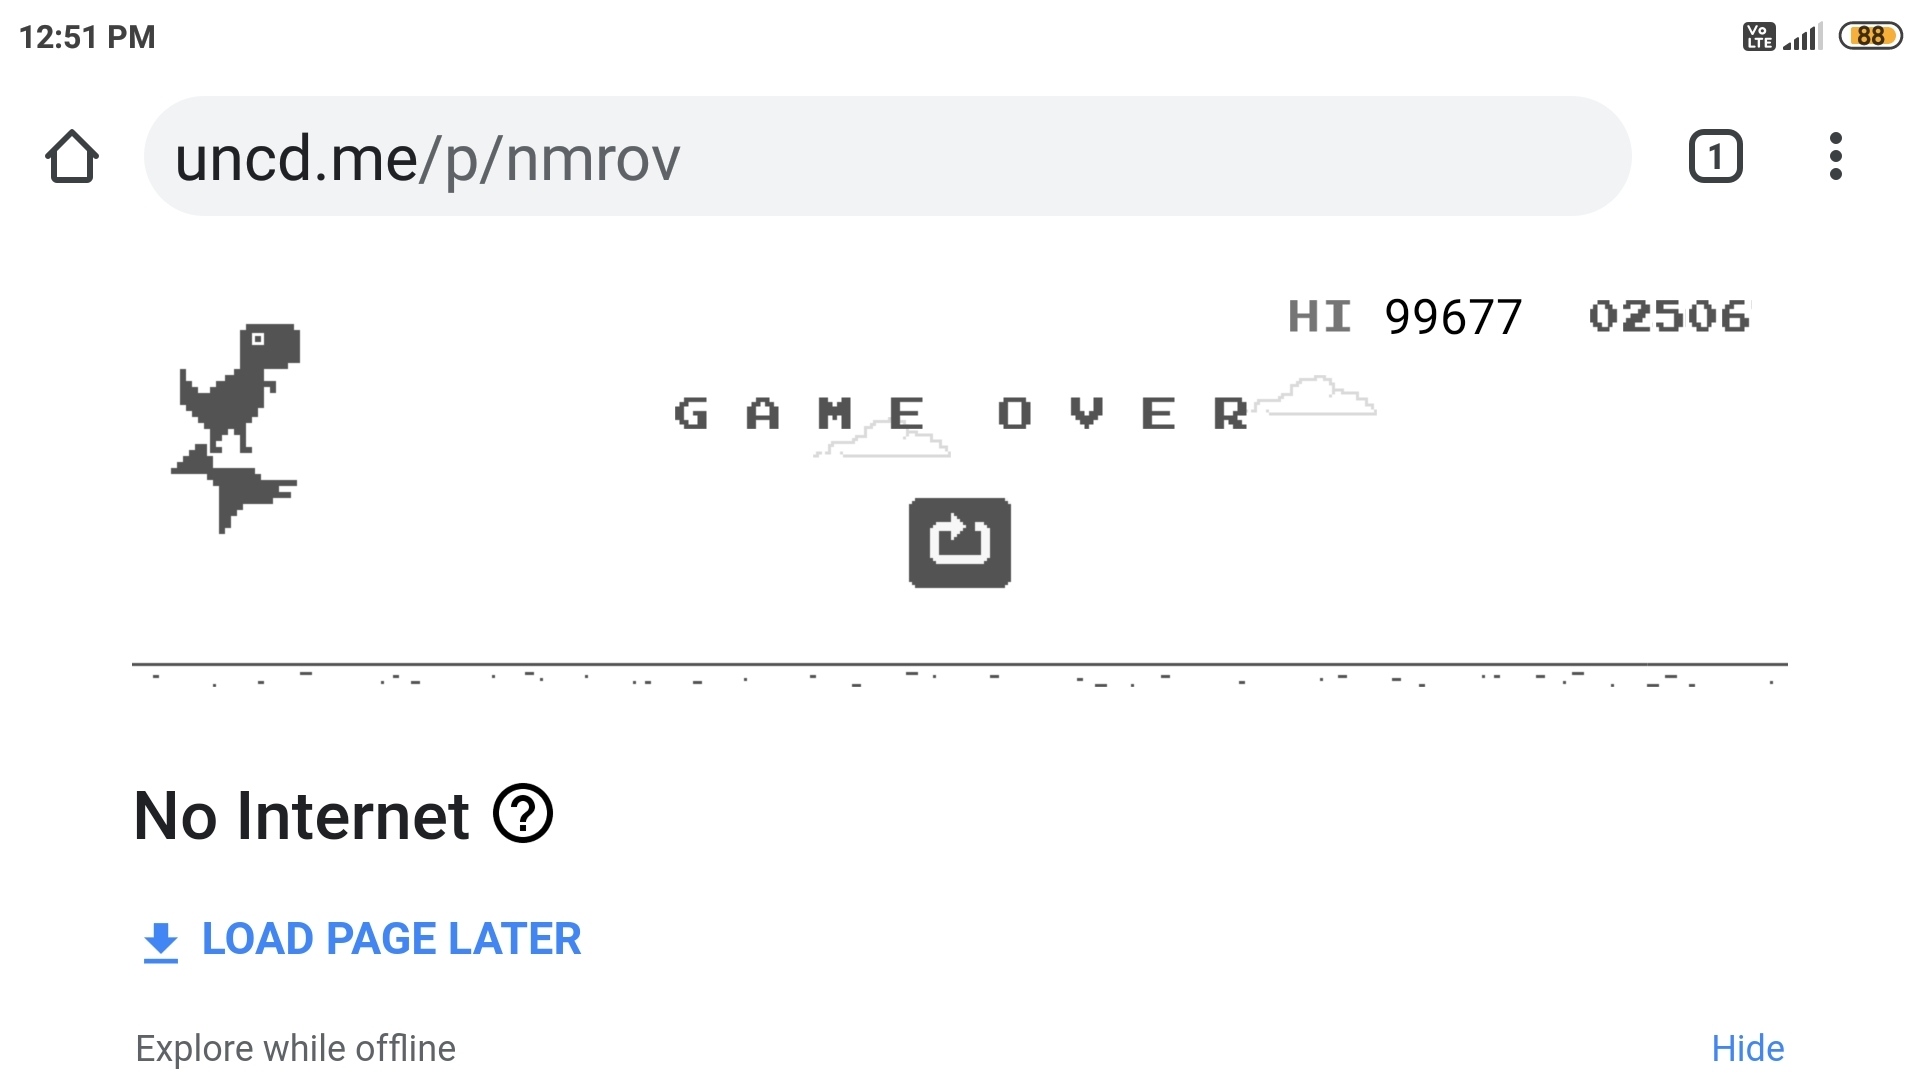 12:51 PM
Vo LTE 88
uncd.me/p/nmrov
1
HI 99677 02506
GAME OVER
No Internet ?
LOAD PAGE LATER
Explore while offline
Hide